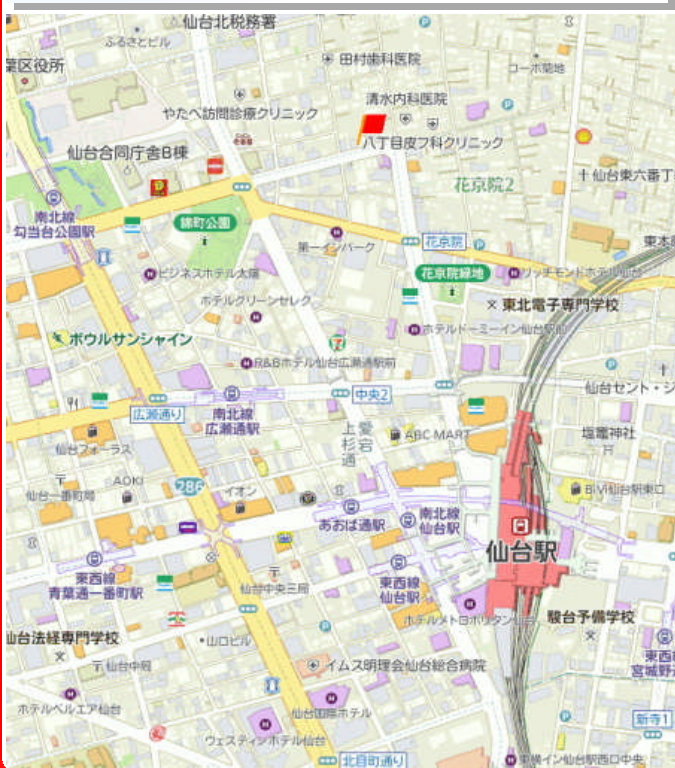 仙台北税務署
ふるさとビル
葉区役所
田村歯科医院
コーポ菊地
清水内科医院
やたべ訪問診療クリニック
八丁目皮フ科クリニック
仙台合同庁舎B棟
仙台東六番丁
花京院2
南北線
勾当台公園駅
錦町公園
第一インパーク
花京院
東本
ビジネスホテル太陽
花京院緑地
リッチモンドホテル仙台
ホテルグリーンセレク
東北電子専門学校
ホテルドーミーイン仙台駅前
ボウルサンシャイン
R&Bホテル仙台広瀬通駅前
中央2
仙台セント・ジ
広瀬通り
南北線
広瀬通駅
上杉通
愛宕
ABC-MART
塩竈神社
仙台フォーラス
286
AOKI
イオン
仙台一番町局
BiVi仙台駅東口
あおば通駅
南北線
仙台駅
仙台駅
東西線
青葉通一番町駅
仙台中央三局
東西線
仙台駅
ホテルメトロポリタン仙台
駿台予備学校
仙台法経専門学校
山口ビル
仙台中局
イムス明理会仙台総合病院
東西
宮城野
ホテルベルエア仙台
仙台国際ホテル
新寺1
ウェスティンホテル仙台
北目町通り
東横イン仙台駅西口中央